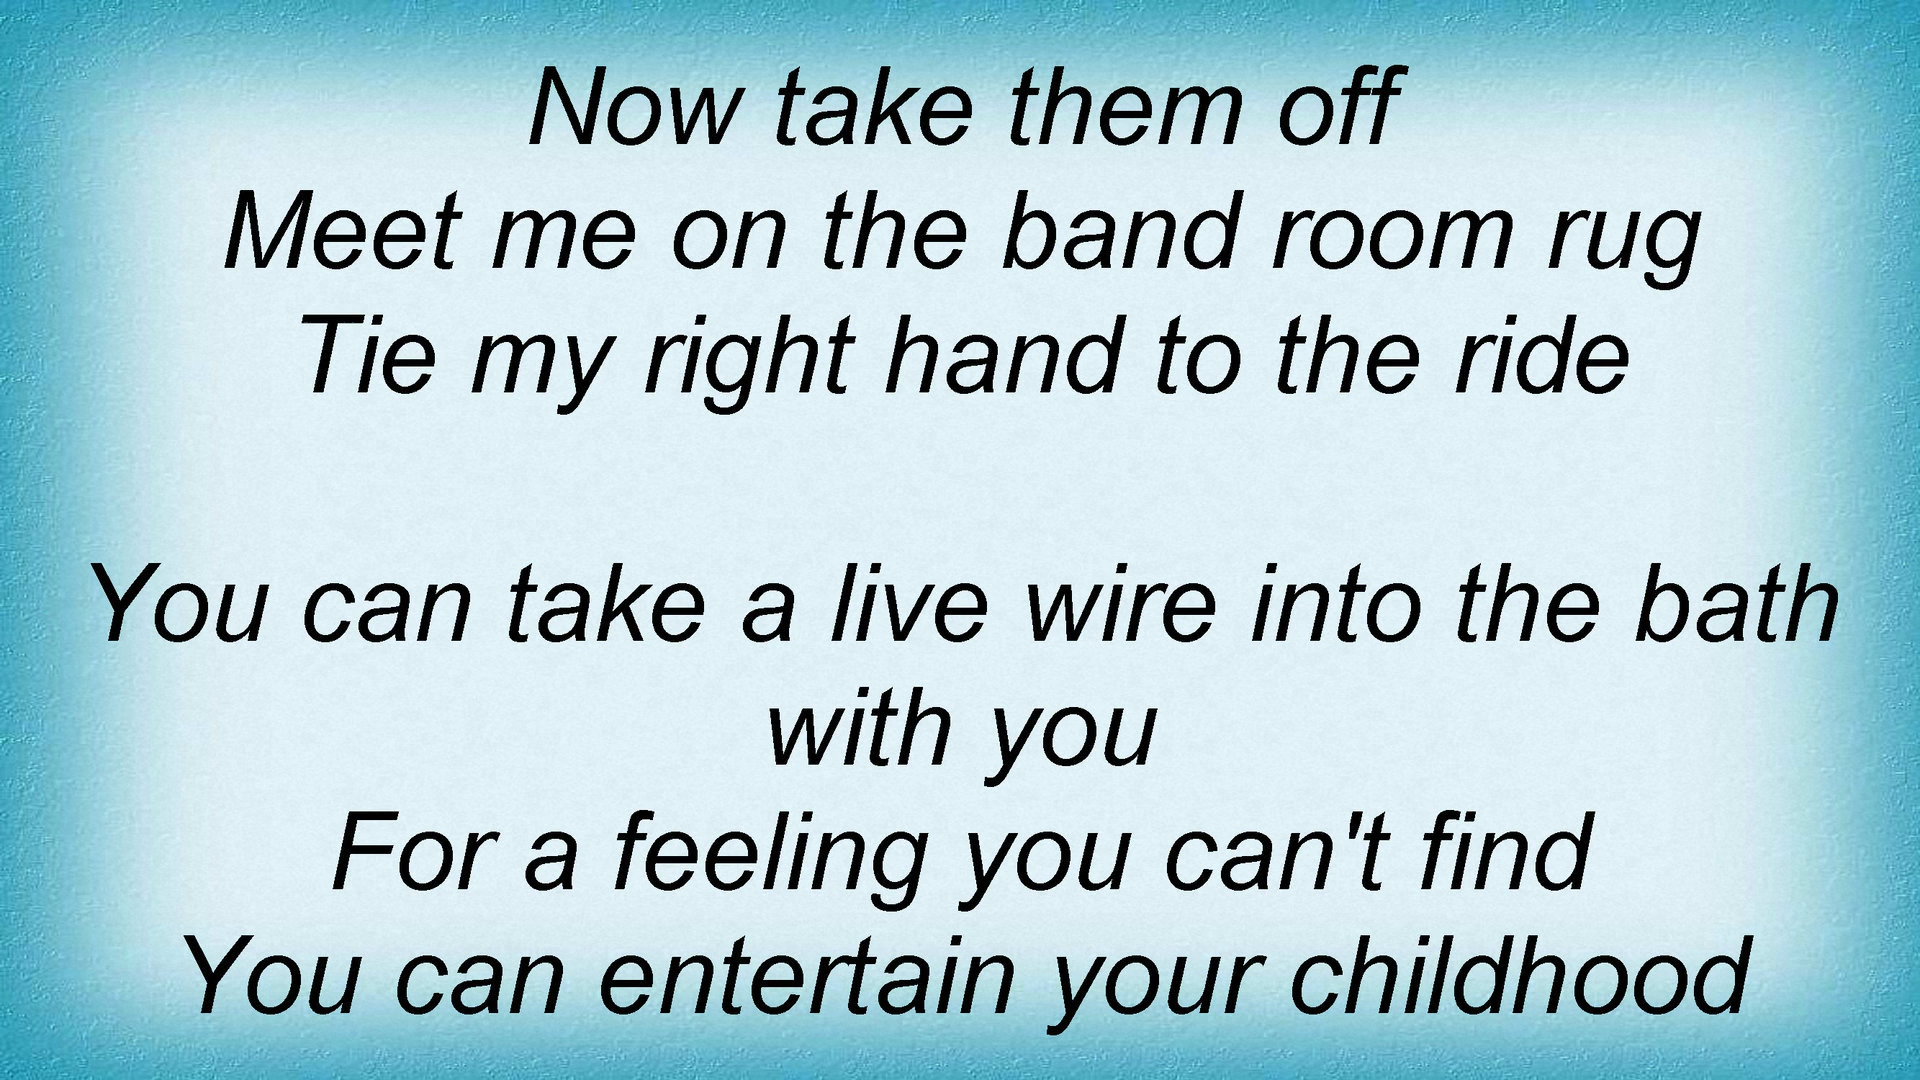 Now take them off
Meet me on the band room rug
Tie my right hand to the ride
You can take a live wire into the bath
with you
For a feeling you can't find
You can entertain your childhood